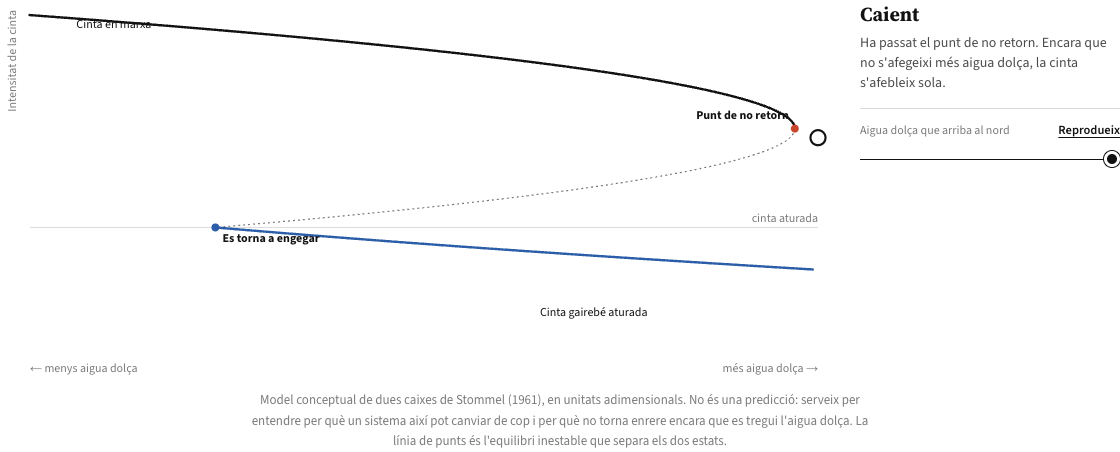 Intensitat de la cinta
Cinta en marxa
Punt de no retorn
cinta aturada
Es torna a engegar
Cinta gairebé aturada
← menys aigua dolça
més aigua dolça →
Caient
Ha passat el punt de no retorn. Encara que
no s'afegeixi més aigua dolça, la cinta
s'afebleix sola.
Aigua dolça que arriba al nord
Reprodueix
Model conceptual de dues caixes de Stommel (1961), en unitats adimensionals. No és una predicció: serveix per
entendre per què un sistema així pot canviar de cop i per què no torna enrere encara que es tregui l'aigua dolça. La
línia de punts és l'equilibri inestable que separa els dos estats.